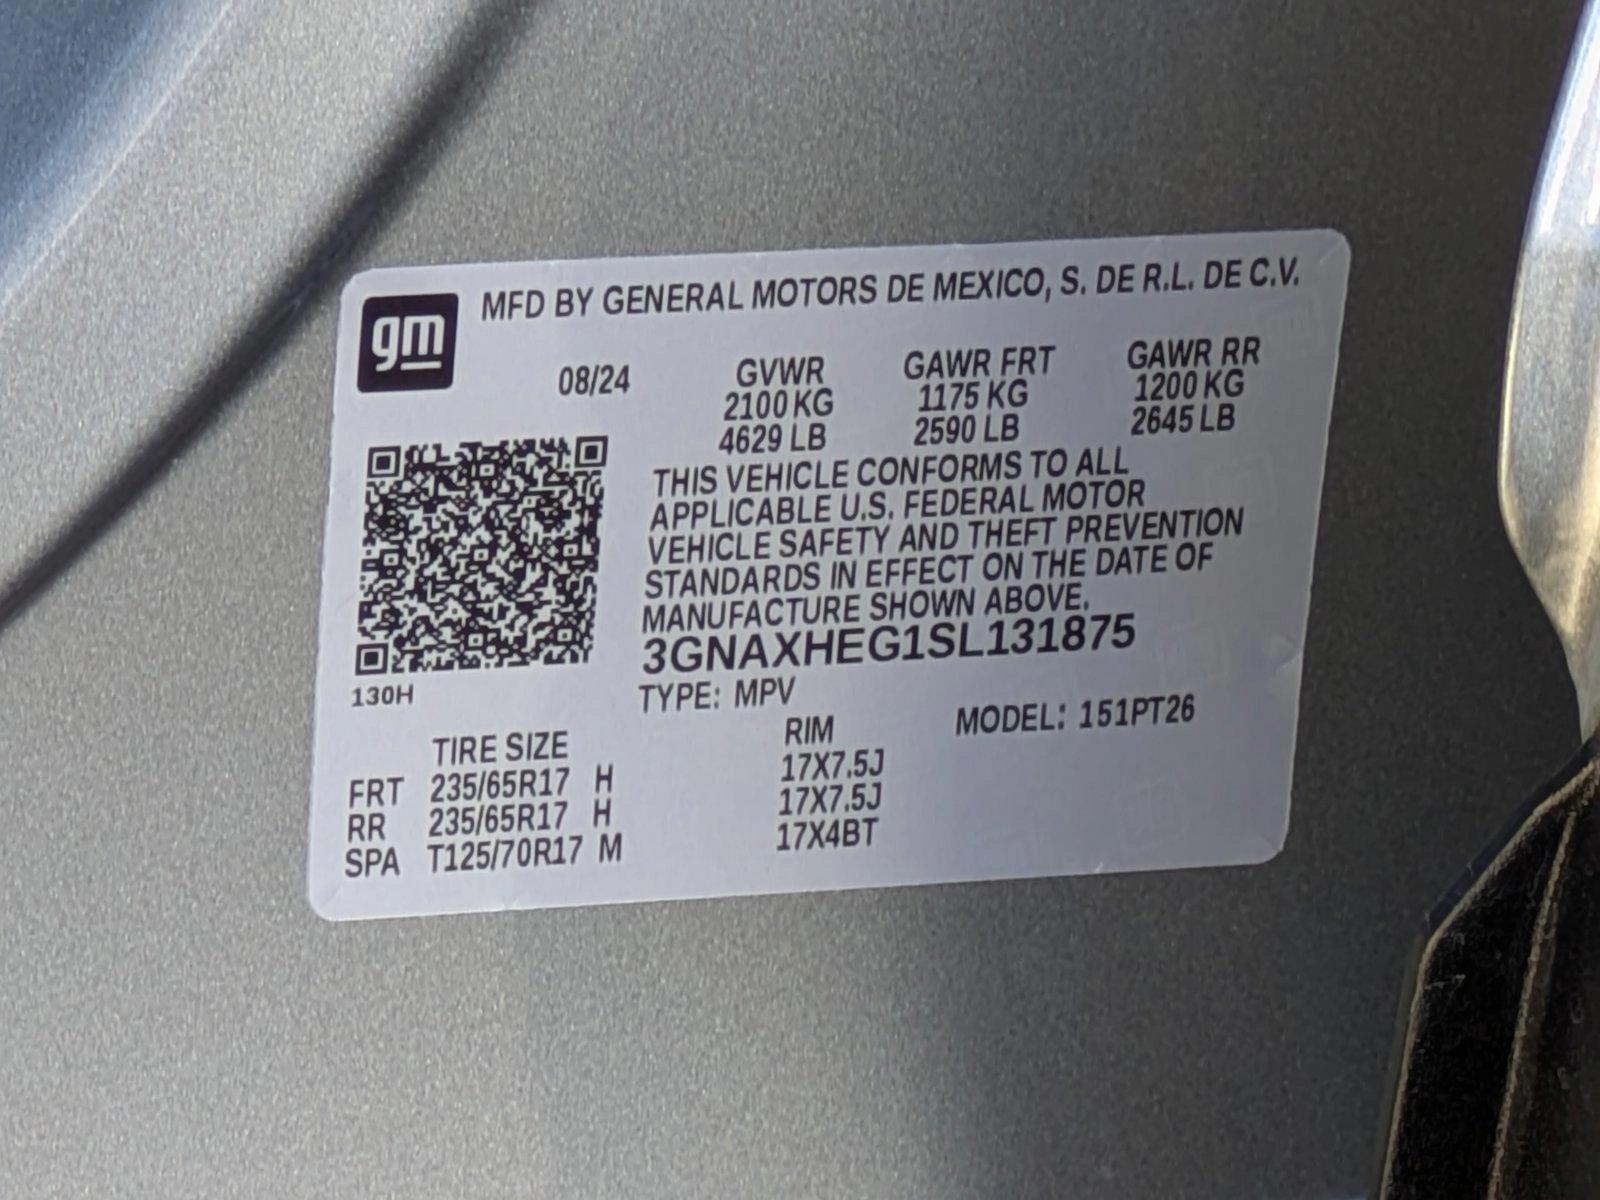 gm
MFD BY GENERAL MOTORS DE MEXICO, S. DE R.L. DE C.V.
08/24 GVWR GAWR FRT GAWR RR
2100 KG 1175 KG 1200 KG
4629 LB 2590 LB 2645 LB
THIS VEHICLE CONFORMS TO ALL
APPLICABLE U.S. FEDERAL MOTOR
VEHICLE SAFETY AND THEFT PREVENTION
STANDARDS IN EFFECT ON THE DATE OF
MANUFACTURE SHOWN ABOVE.
3GNAXHEG1SL131875
130H
TYPE: MPV MODEL: 151PT26
TIRE SIZE RIM
FRT 235/65R17 H 17X7.5J
RR 235/65R17 H 17X7.5J
SPA T125/70R17 M 17X4BT